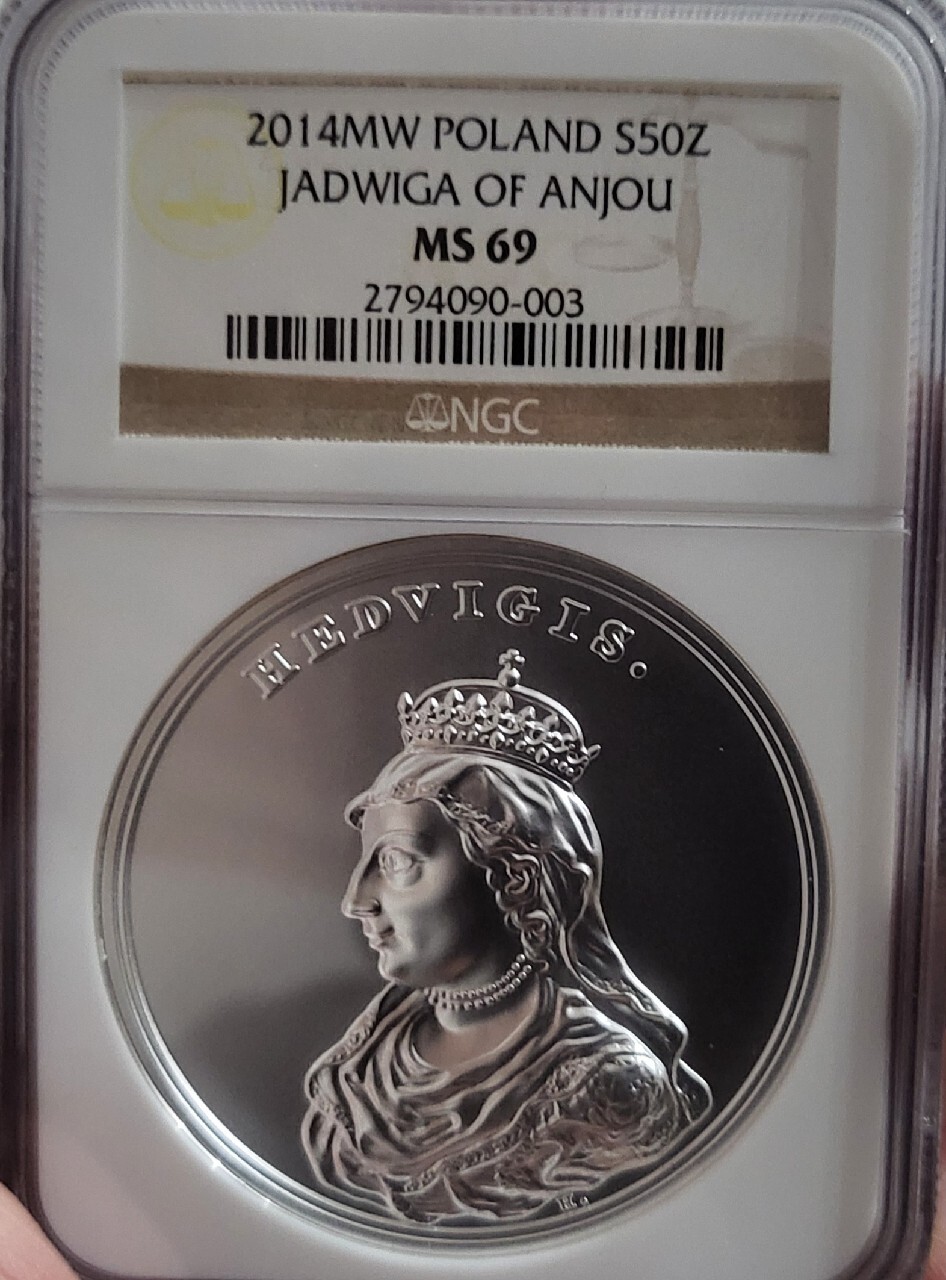 2014MW POLAND S50Z
JADWIGA OF ANJOU
MS 69
2794090-003
NGC
HEDVIGIS.